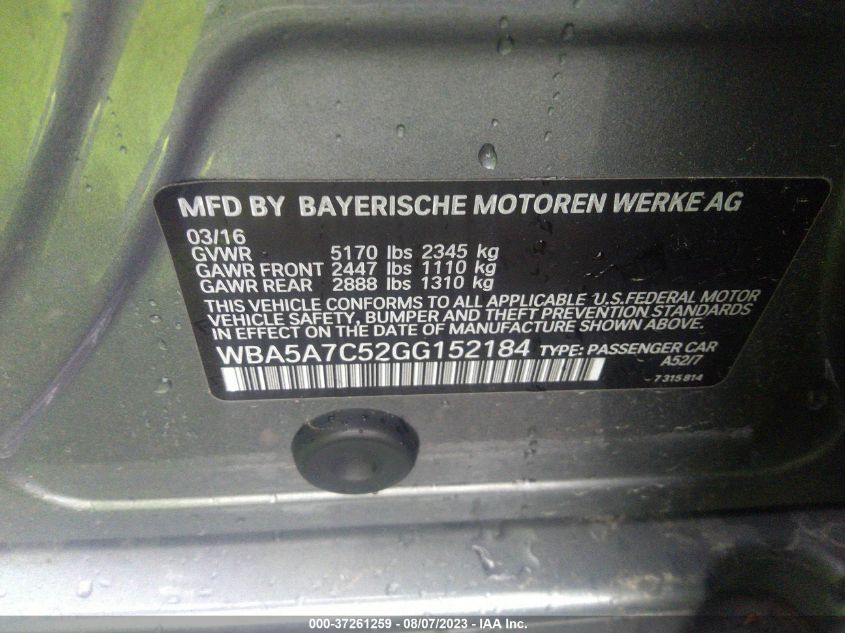 MFD BY BAYERISCHE MOTOREN WERKE AG
03/16
GVWR 5170 lbs 2345 kg
GAWR FRONT 2447 lbs 1110 kg
GAWR REAR 2888 lbs 1310 kg
THIS VEHICLE CONFORMS TO ALL APPLICABLE U.S.FEDERAL MOTOR
VEHICLE SAFETY, BUMPER AND THEFT PREVENTION STANDARDS
IN EFFECT ON THE DATE OF MANUFACTURE SHOWN ABOVE.
WBA5A7C52GG152184 TYPE: PASSENGER CAR
A52/7
7 315 814
000-37261259 - 08/07/2023 - IAA Inc.